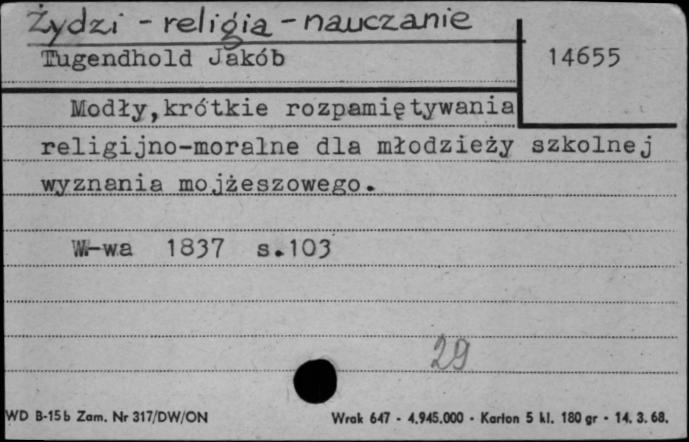 Żydzi - religia - nauczanie
Tugendhold Jakób
14655
Modły,krótkie rozpamiętywania
religijno-moralne dla młodzieży szkolnej
wyznania mojżeszowego.
W-wa 1837 s.103
29
WD B-15b Zam. Nr 317/DW/ON
Wrak 647 - 4.945.000 - Karton 5 kl. 180 gr - 14. 3. 68.